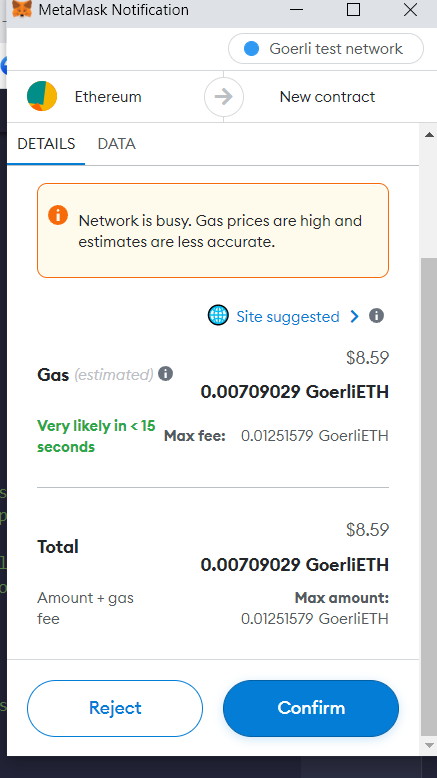 MetaMask Notification
Goerli test network
Ethereum
New contract
DETAILS DATA
Network is busy. Gas prices are high and
estimates are less accurate.
Site suggested
$8.59
Gas (estimated)
0.00709029 GoerliETH
Very likely in < 15
seconds
Max fee: 0.01251579 GoerliETH
$8.59
Total
0.00709029 GoerliETH
Amount + gas
fee
Max amount:
0.01251579 GoerliETH
Reject
Confirm